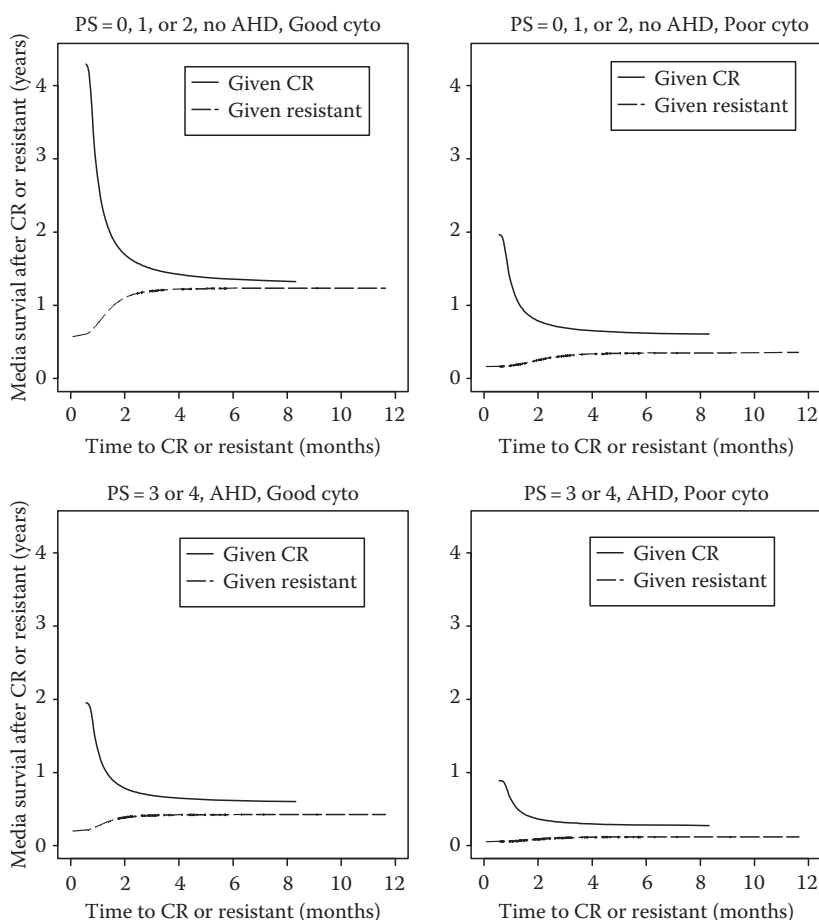 PS = 0, 1, or 2, no AHD, Good cyto
Media survial after CR or resistant (years)
4
3
2
1
0
Given CR
Given resistant
0 2 4 6 8 10 12
Time to CR or resistant (months)
PS = 0, 1, or 2, no AHD, Poor cyto
4
3
2
1
0
Given CR
Given resistant
0 2 4 6 8 10 12
Time to CR or resistant (months)
PS = 3 or 4, AHD, Good cyto
Media survial after CR or resistant (years)
4
3
2
1
0
Given CR
Given resistant
0 2 4 6 8 10 12
Time to CR or resistant (months)
PS = 3 or 4, AHD, Poor cyto
4
3
2
1
0
Given CR
Given resistant
0 2 4 6 8 10 12
Time to CR or resistant (months)